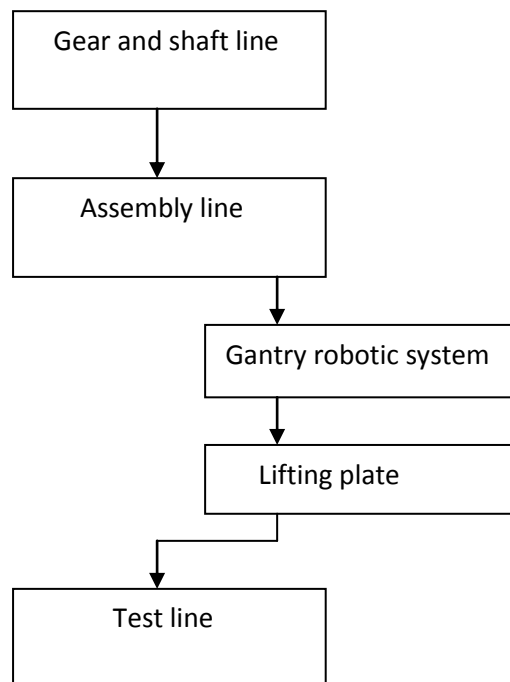 Gear and shaft line
Assembly line
Gantry robotic system
Lifting plate
Test line